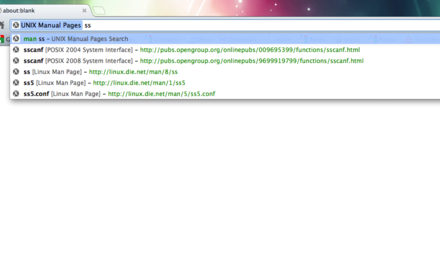 about:blank
UNIX Manual Pages ss
man ss – UNIX Manual Pages Search
sscanf [POSIX 2004 System Interface] – http://pubs.opengroup.org/onlinepubs/009695399/functions/sscanf.html
sscanf [POSIX 2008 System Interface] – http://pubs.opengroup.org/onlinepubs/9699919799/functions/sscanf.html
ss [Linux Man Page] – http://linux.die.net/man/8/ss
ss5 [Linux Man Page] – http://linux.die.net/man/1/ss5
ss5.conf [Linux Man Page] – http://linux.die.net/man/5/ss5.conf